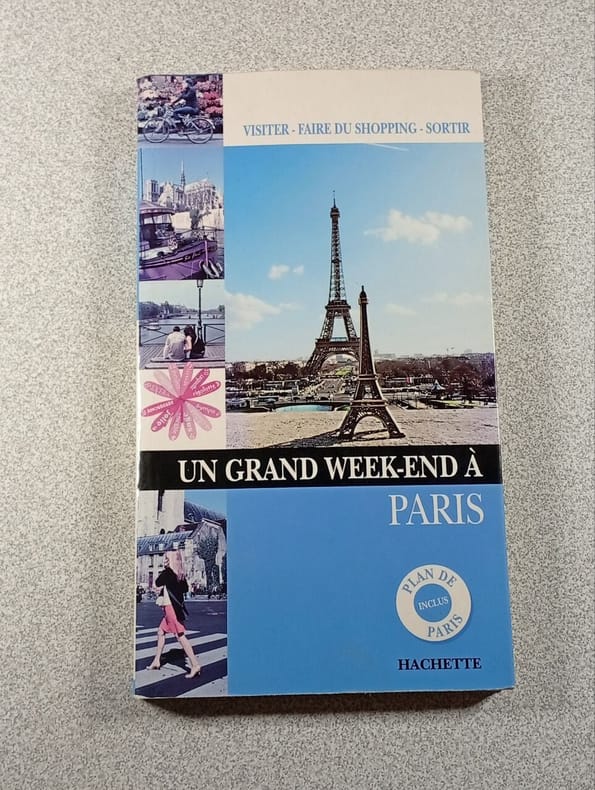 VISITER - FAIRE DU SHOPPING - SORTIR
UN GRAND WEEK-END À
PARIS
PLAN DE
INCLUS
PARIS
HACHETTE